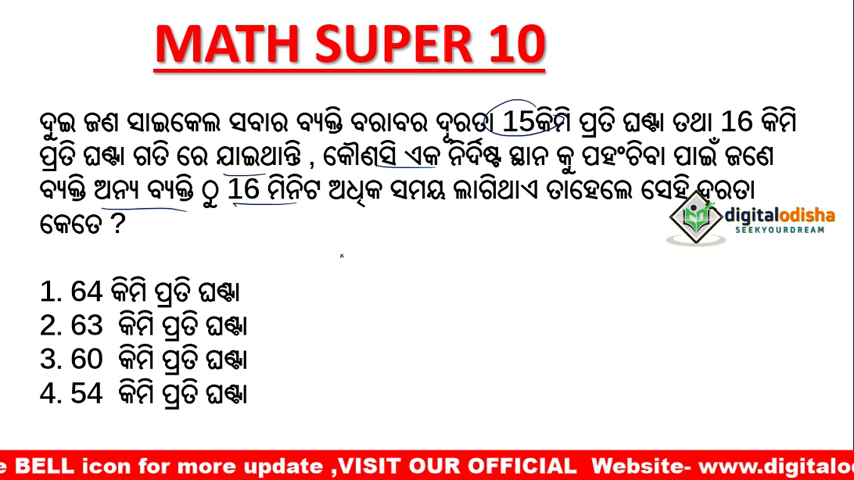 MATH SUPER 10
ଦୁଇ ଜଣ ସାଇକେଲ ସବାର ବ୍ୟକ୍ତି ବରାବର ଦୂରତା 15କିମି ପ୍ରତି ଘଣ୍ଟା ତଥା 16 କିମି
ପ୍ରତି ଘଣ୍ଟା ଗତି ରେ ଯାଇଥାନ୍ତି , କୌଣସି ଏକ ନିର୍ଦିଷ୍ଟ ସ୍ଥାନ କୁ ପହଂଚିବା ପାଇଁ ଜଣେ
ବ୍ୟକ୍ତି ଅନ୍ୟ ବ୍ୟକ୍ତି ଠୁ 16 ମିନିଟ ଅଧିକ ସମୟ ଲାଗିଥାଏ ତାହେଲେ ସେହି ଦୂରତା
କେତେ ?
digitalodisha
SEEKYOURDREAM
1. 64 କିମି ପ୍ରତି ଘଣ୍ଟା
2. 63 କିମି ପ୍ରତି ଘଣ୍ଟା
3. 60 କିମି ପ୍ରତି ଘଣ୍ଟା
4. 54 କିମି ପ୍ରତି ଘଣ୍ଟା
e BELL icon for more update ,VISIT OUR OFFICIAL Website- www.digitalo